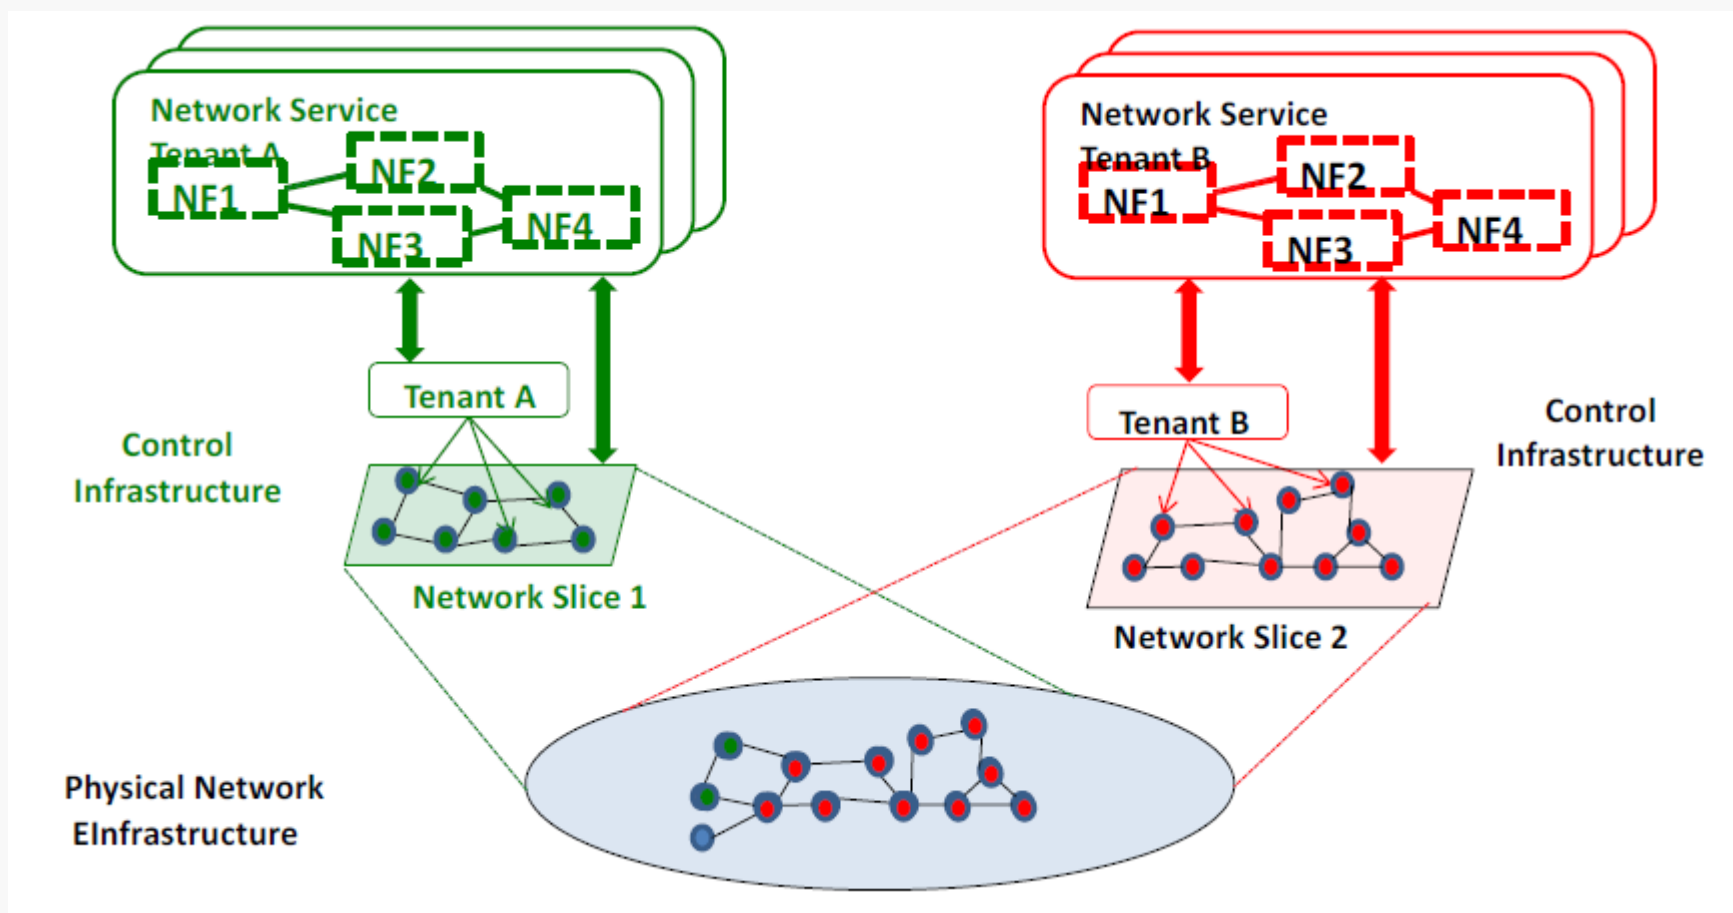 Network Service
Tenant A
NF1
NF2
NF3
NF4
Network Service
Tenant B
NF1
NF2
NF3
NF4
Tenant A
Control
Infrastructure
Network Slice 1
Tenant B
Control
Infrastructure
Network Slice 2
Physical Network
EInfrastructure